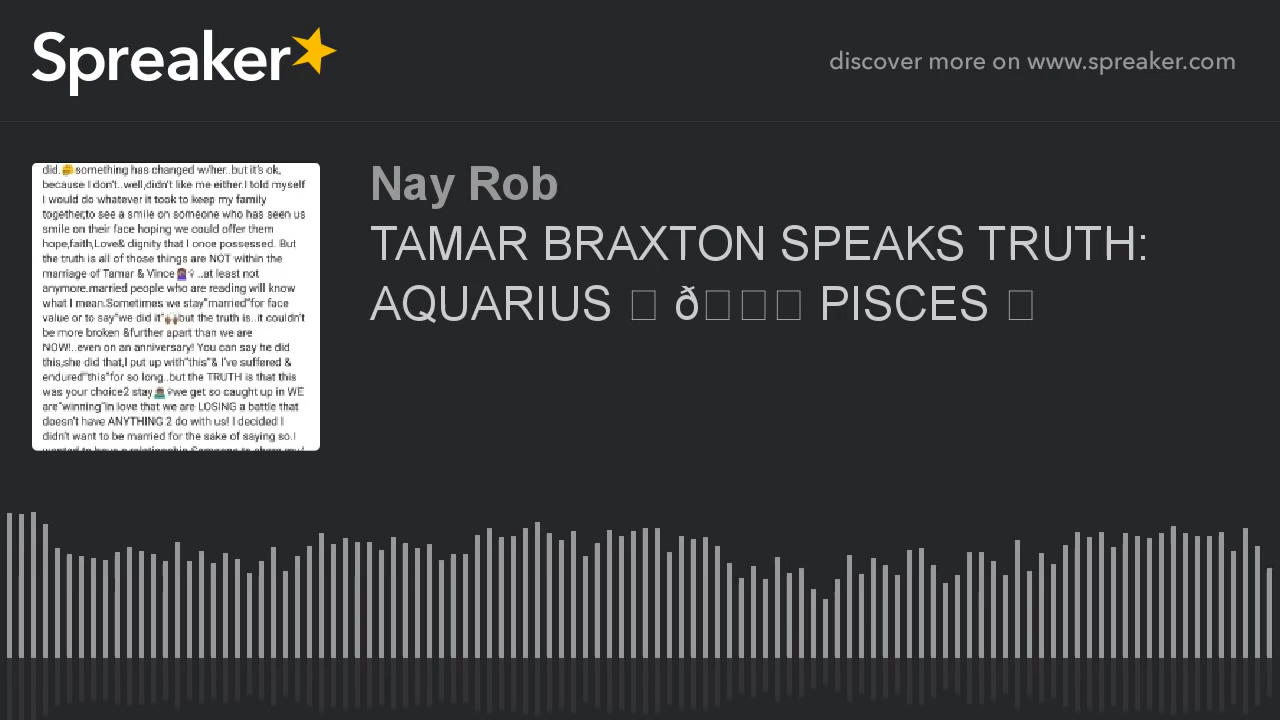 Spreaker
discover more on www.spreaker.com
did.🤔something has changed w/her..but it's ok,
because I don't..well,didn't like me either.I told myself
I would do whatever it took to keep my family
together,to see a smile on someone who has seen us
smile on their face hoping we could offer them
hope,faith,Love& dignity that I once possessed. But
the truth is all of those things are NOT within the
marriage of Tamar & Vince🤷🏽‍♀ ..at least not
anymore.married people who are reading will know
what I mean.Sometimes we stay"married"for face
value or to say"we did it"🙌🏽but the truth is..it couldn't
be more broken &further apart than we are
NOW!..even on an anniversary! You can say he did
this,she did that,I put up with"this"& I've suffered &
endured"this"for so long..but the TRUTH is that this
was your choice2 stay🤷🏽‍♀we get so caught up in WE
are"winning"in love that we are LOSING a battle that
doesn't have ANYTHING 2 do with us! I decided I
didn't want to be married for the sake of saying so.I
Nay Rob
TAMAR BRAXTON SPEAKS TRUTH:
AQUARIUS □ ð□□□ PISCES □